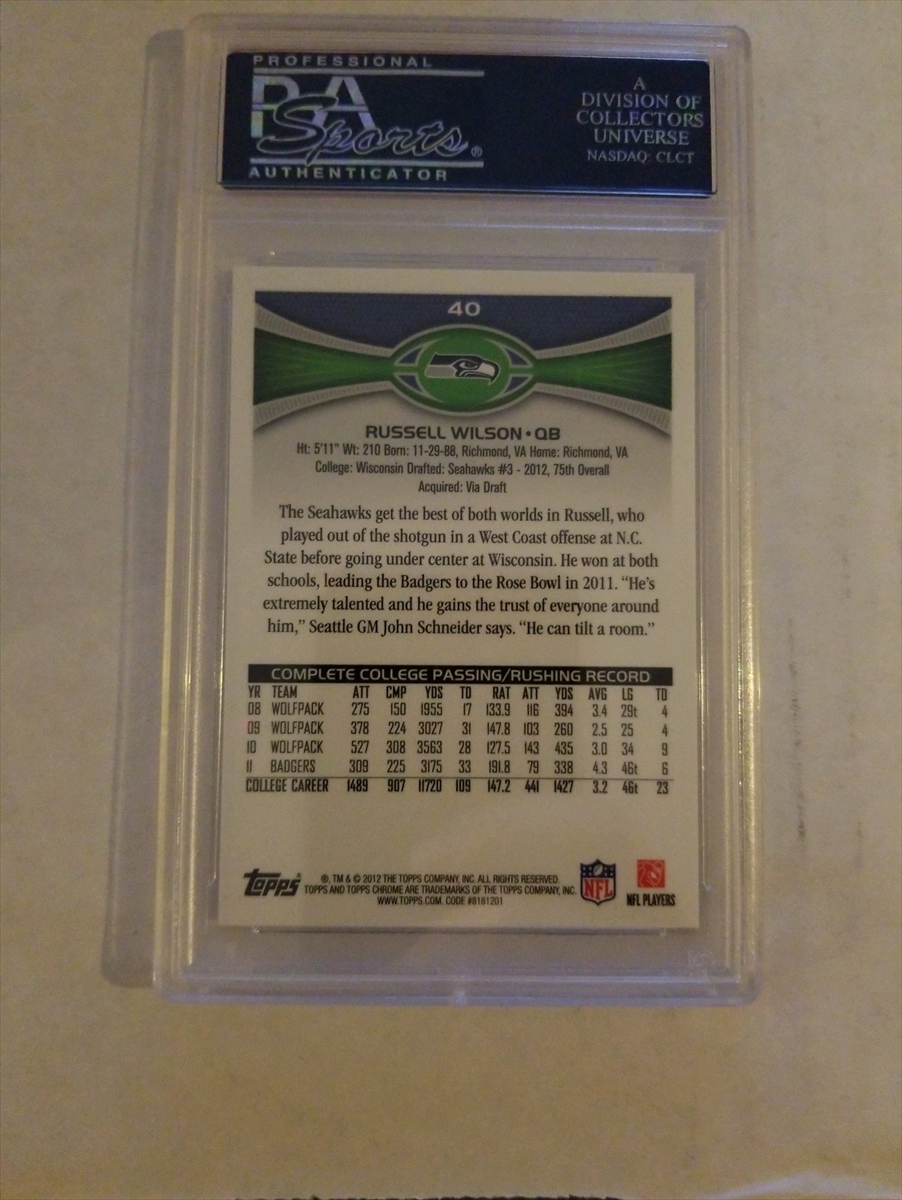 PROFESSIONAL
PSA
Sports®
AUTHENTICATOR
A
DIVISION OF
COLLECTORS
UNIVERSE
NASDAQ: CLCT
40
RUSSELL WILSON • QB
Ht: 5'11" Wt: 210 Born: 11-29-88, Richmond, VA Home: Richmond, VA
College: Wisconsin Drafted: Seahawks #3 - 2012, 75th Overall
Acquired: Via Draft
The Seahawks get the best of both worlds in Russell, who
played out of the shotgun in a West Coast offense at N.C.
State before going under center at Wisconsin. He won at both
schools, leading the Badgers to the Rose Bowl in 2011. “He’s
extremely talented and he gains the trust of everyone around
him,” Seattle GM John Schneider says. “He can tilt a room.”
COMPLETE COLLEGE PASSING/RUSHING RECORD
YR TEAM ATT CMP YDS TD RAT ATT YDS AVG LG TD
08 WOLFPACK 275 150 1955 17 133.9 116 394 3.4 29t 4
09 WOLFPACK 378 224 3027 31 147.8 103 260 2.5 25 4
10 WOLFPACK 527 308 3563 28 127.5 143 435 3.0 34 9
11 BADGERS 309 225 3175 33 191.8 79 338 4.3 46t 6
COLLEGE CAREER 1489 907 11720 109 147.2 441 1427 3.2 46t 23
Topps®
®, TM & © 2012 THE TOPPS COMPANY, INC. ALL RIGHTS RESERVED.
TOPPS AND TOPPS CHROME ARE TRADEMARKS OF THE TOPPS COMPANY, INC.
WWW.TOPPS.COM. CODE #8181201
NFL
NFL PLAYERS